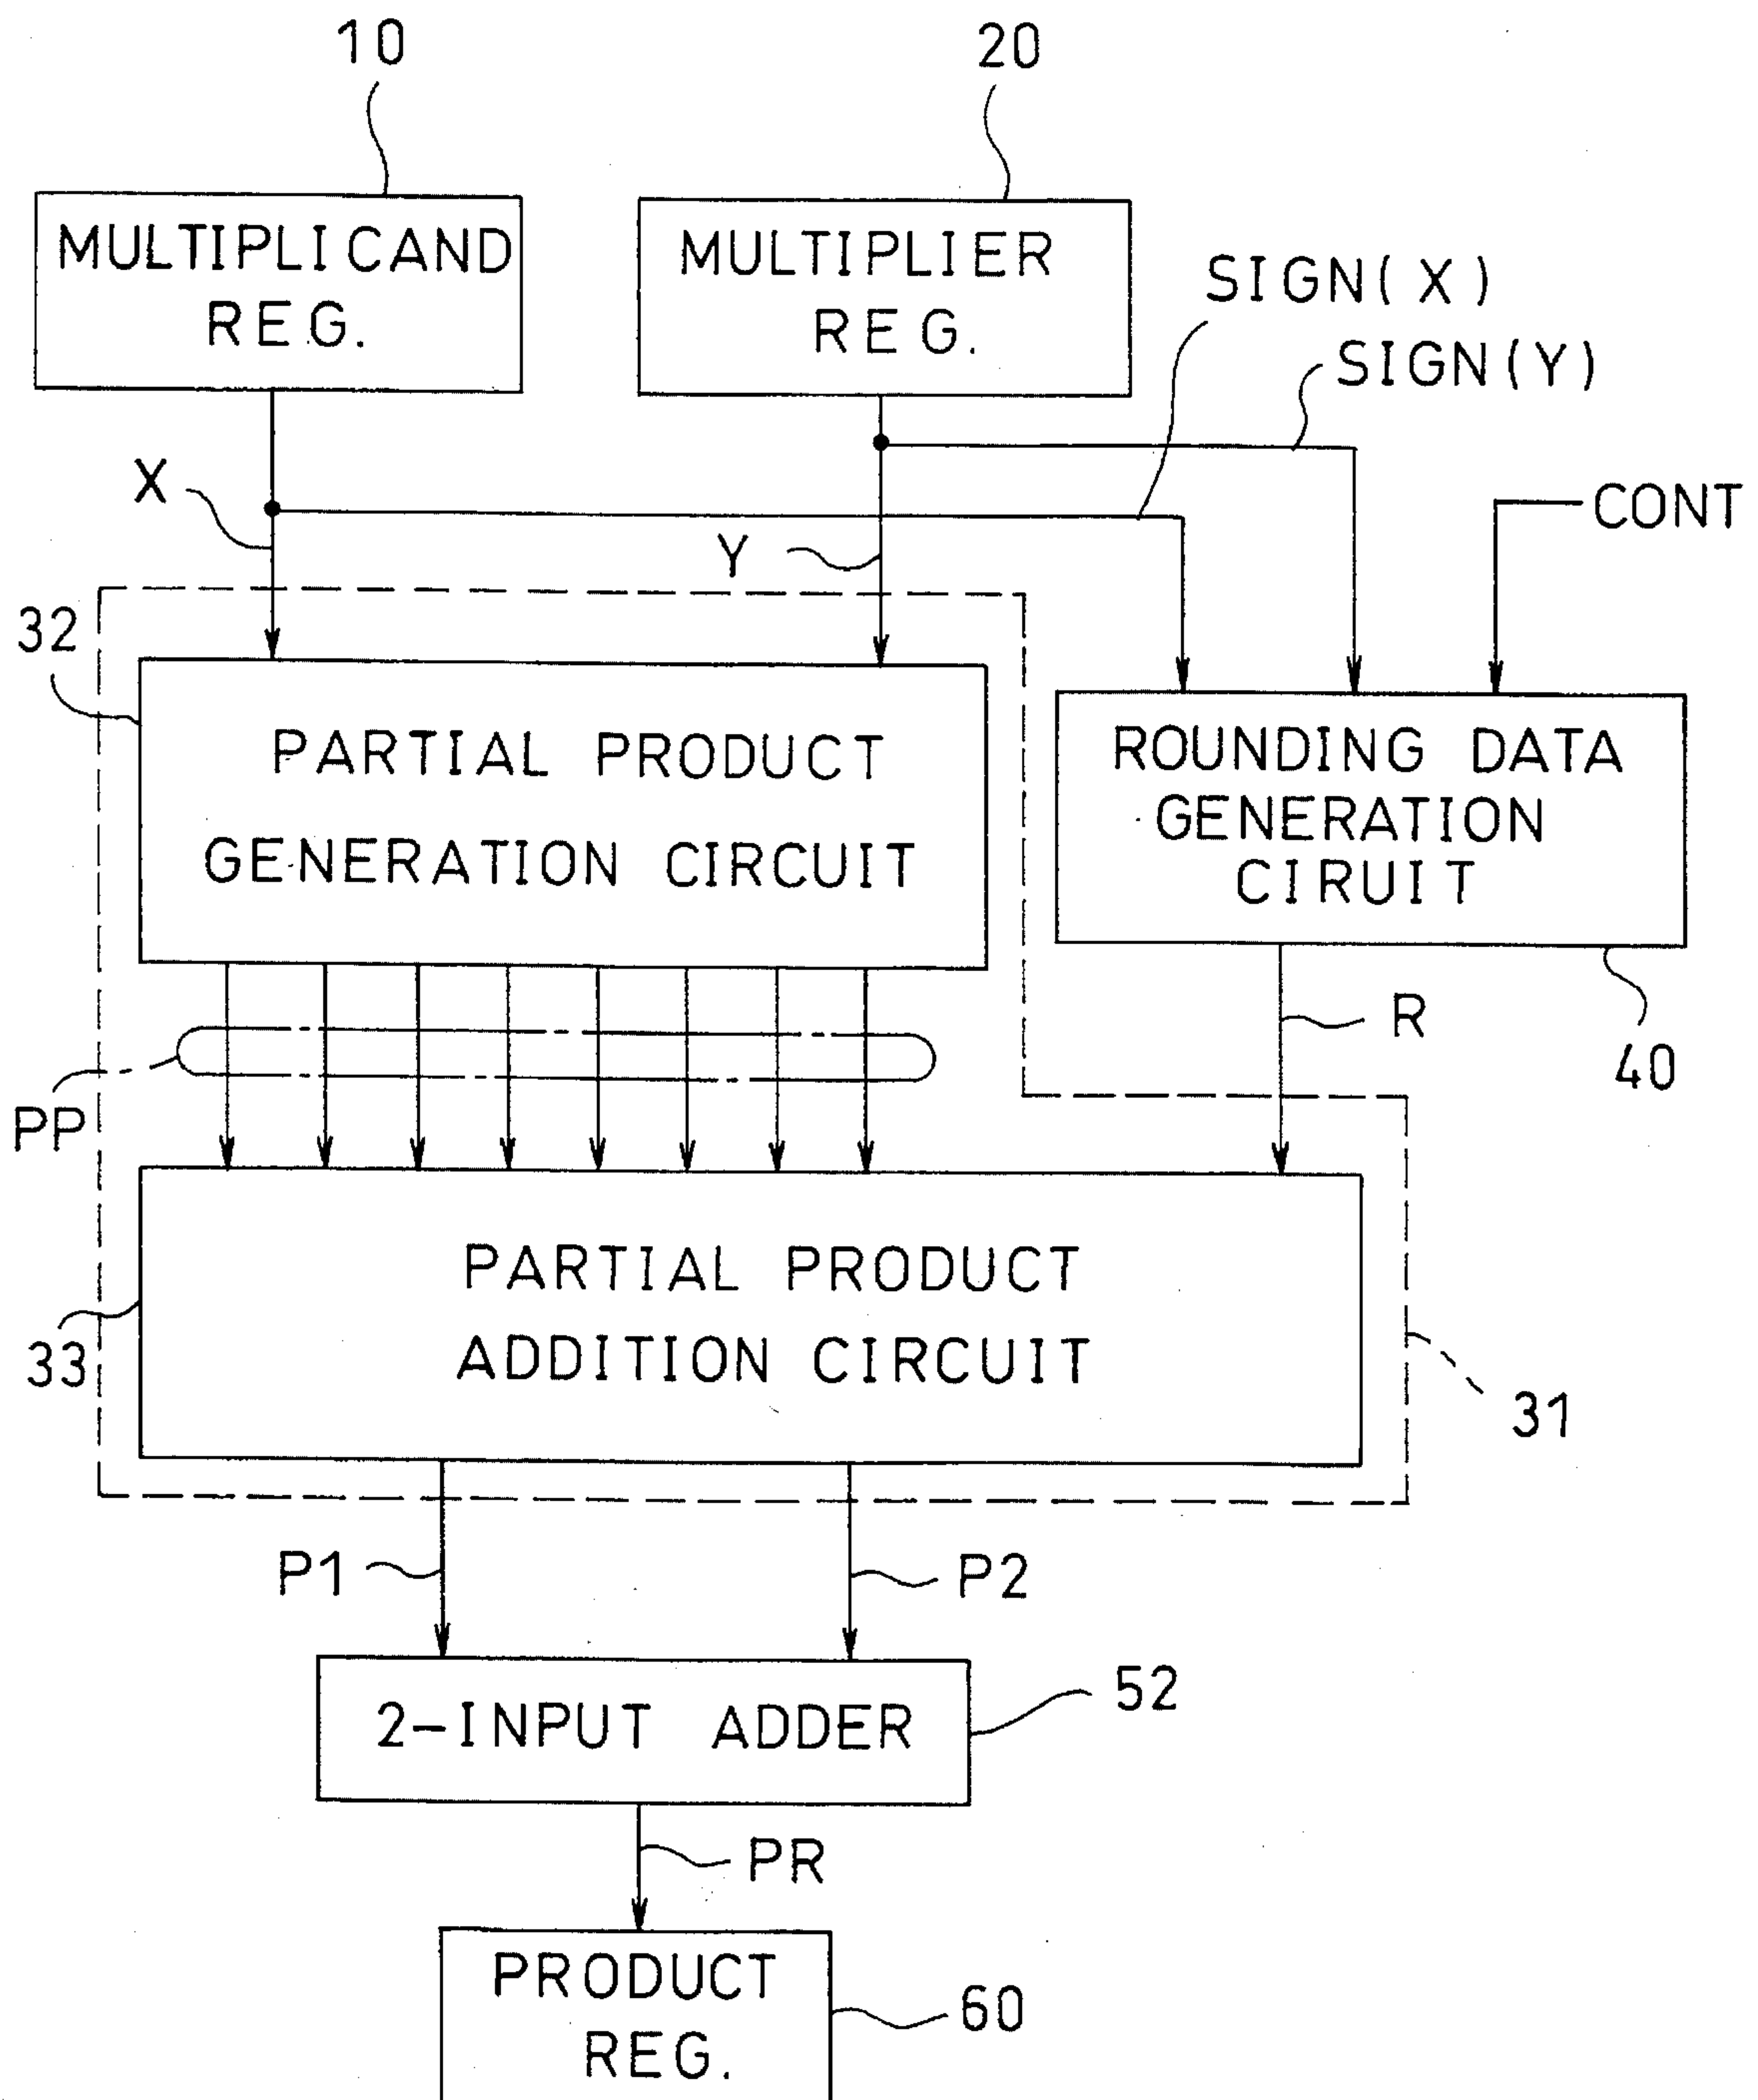 10
20
MULTIPLICAND
REG.
MULTIPLIER
REG.
SIGN(X)
SIGN(Y)
X
Y
CONT
32
PARTIAL PRODUCT
GENERATION CIRCUIT
ROUNDING DATA
GENERATION
CIRUIT
R
40
PP
PARTIAL PRODUCT
ADDITION CIRCUIT
33
31
P1
P2
2-INPUT ADDER
52
PR
PRODUCT
REG.
60